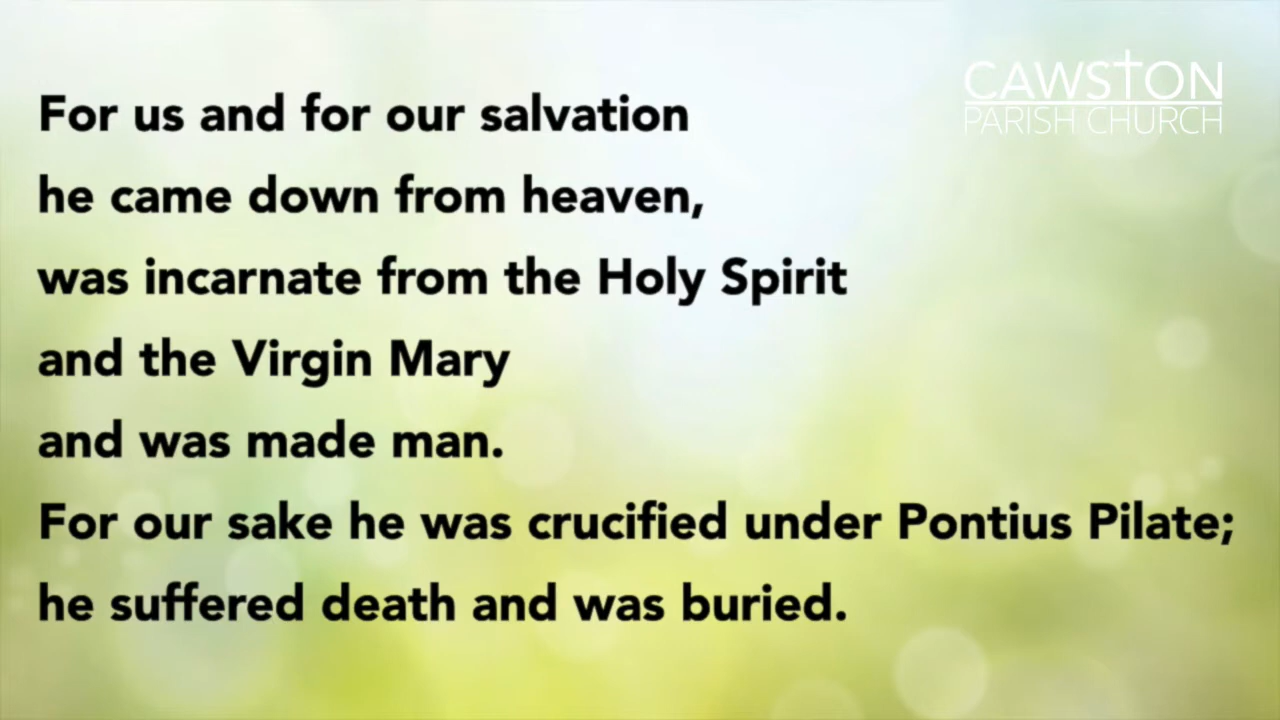 CAWSTON
PARISH CHURCH
For us and for our salvation
he came down from heaven,
was incarnate from the Holy Spirit
and the Virgin Mary
and was made man.
For our sake he was crucified under Pontius Pilate;
he suffered death and was buried.